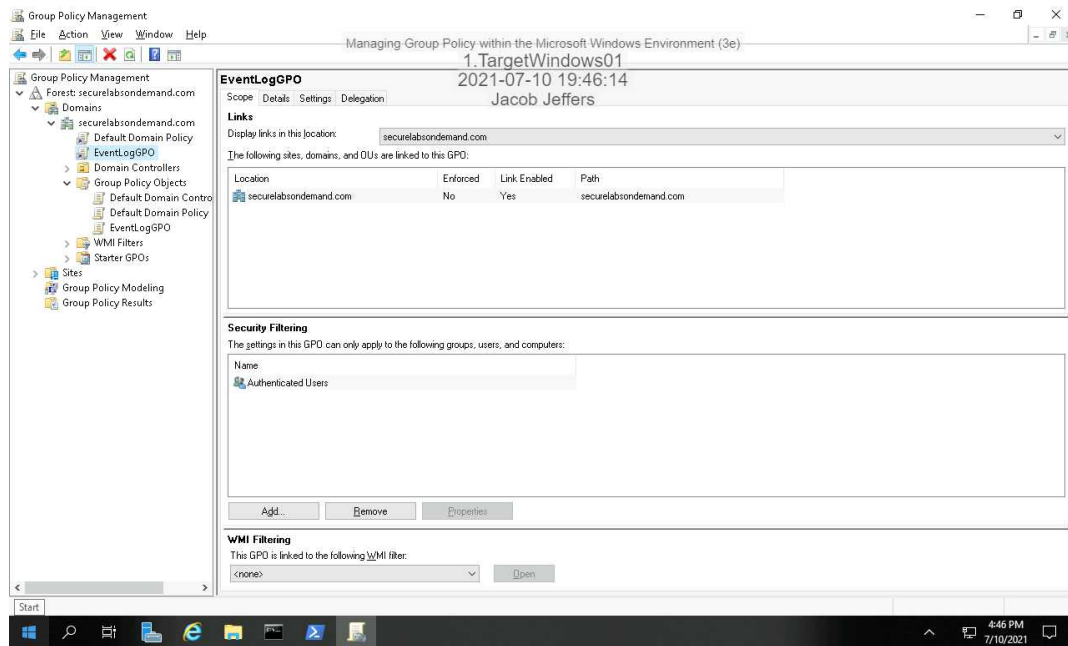 Group Policy Management
File Action View Window Help
Managing Group Policy within the Microsoft Windows Environment (3e)
1.TargetWindows01
2021-07-10 19:46:14
Jacob Jeffers
Group Policy Management
Forest: securelabsondemand.com
Domains
securelabsondemand.com
Default Domain Policy
EventLogGPO
Domain Controllers
Group Policy Objects
Default Domain Contro
Default Domain Policy
EventLogGPO
WMI Filters
Starter GPOs
Sites
Group Policy Modeling
Group Policy Results
EventLogGPO
Scope Details Settings Delegation
Links
Display links in this location: securelabsondemand.com
The following sites, domains, and OUs are linked to this GPO:
Location Enforced Link Enabled Path
securelabsondemand.com No Yes securelabsondemand.com
Security Filtering
The settings in this GPO can only apply to the following groups, users, and computers:
Name
Authenticated Users
Add... Remove Properties
WMI Filtering
This GPO is linked to the following WMI filter:
<none> Open
Start
4:46 PM
7/10/2021